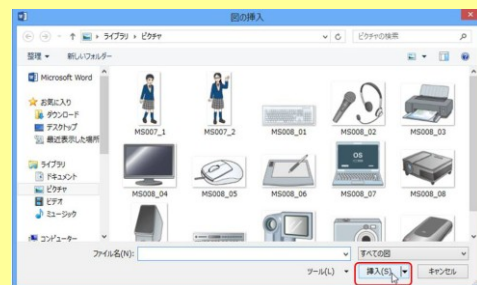 図の挿入
ライブラリ ▸ ピクチャ
ピクチャの検索
整理 ▼ 新しいフォルダー
Microsoft Word
お気に入り
ダウンロード
デスクトップ
最近表示した場所
ライブラリ
ドキュメント
ピクチャ
ビデオ
ミュージック
コンピューター
MS007_1
MS007_2
MS008_01
MS008_02
MS008_03
MS008_04
MS008_05
MS008_06
OS
MS008_07
MS008_08
ファイル名(N):
すべての図
ツール(L) ▼
挿入(S)
キャンセル